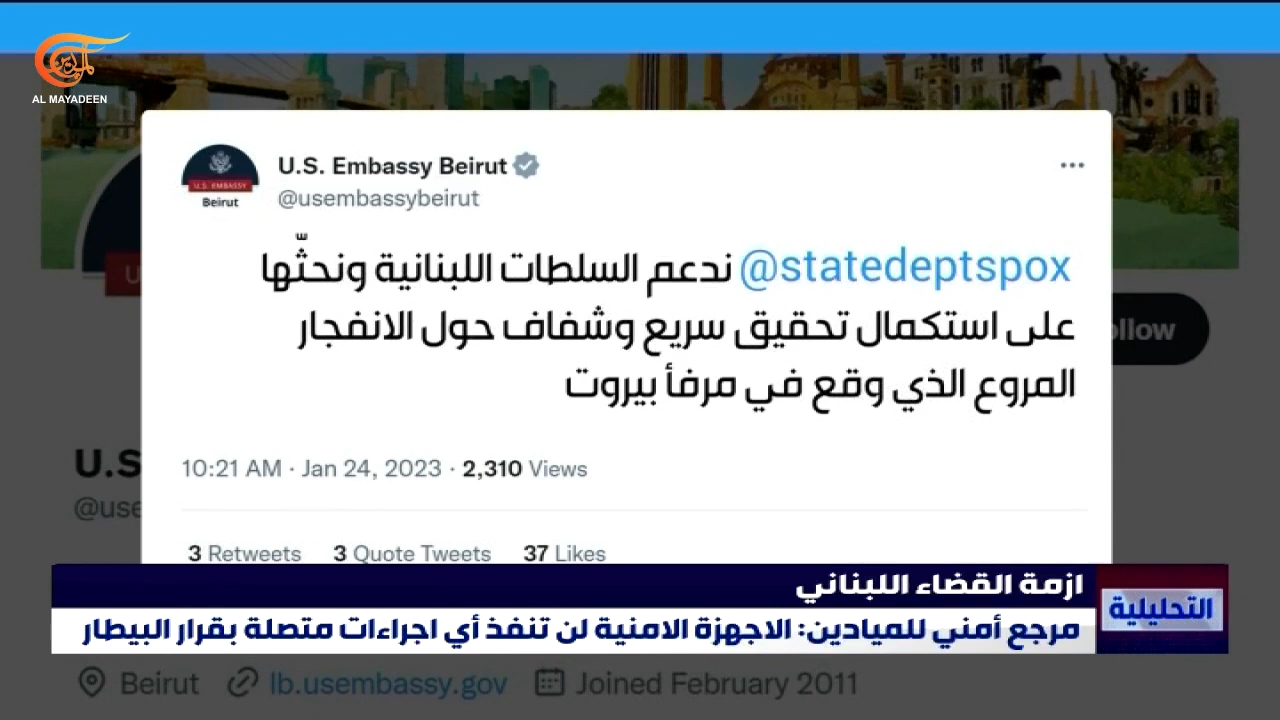 AL MAYADEEN
U.S. EMBASSY
Beirut
U.S. Embassy Beirut
@usembassybeirut
@statedeptspox ندعم السلطات اللبنانية ونحثّها
على استكمال تحقيق سريع وشفاف حول الانفجار
المروع الذي وقع في مرفأ بيروت
10:21 AM · Jan 24, 2023 · 2,310 Views
3 Retweets 3 Quote Tweets 37 Likes
ollow
U
U.S
@use
ازمة القضاء اللبناني
التحليلية
مرجع أمني للميادين: الاجهزة الامنية لن تنفذ أي اجراءات متصلة بقرار البيطار
Beirut lb.usembassy.gov Joined February 2011